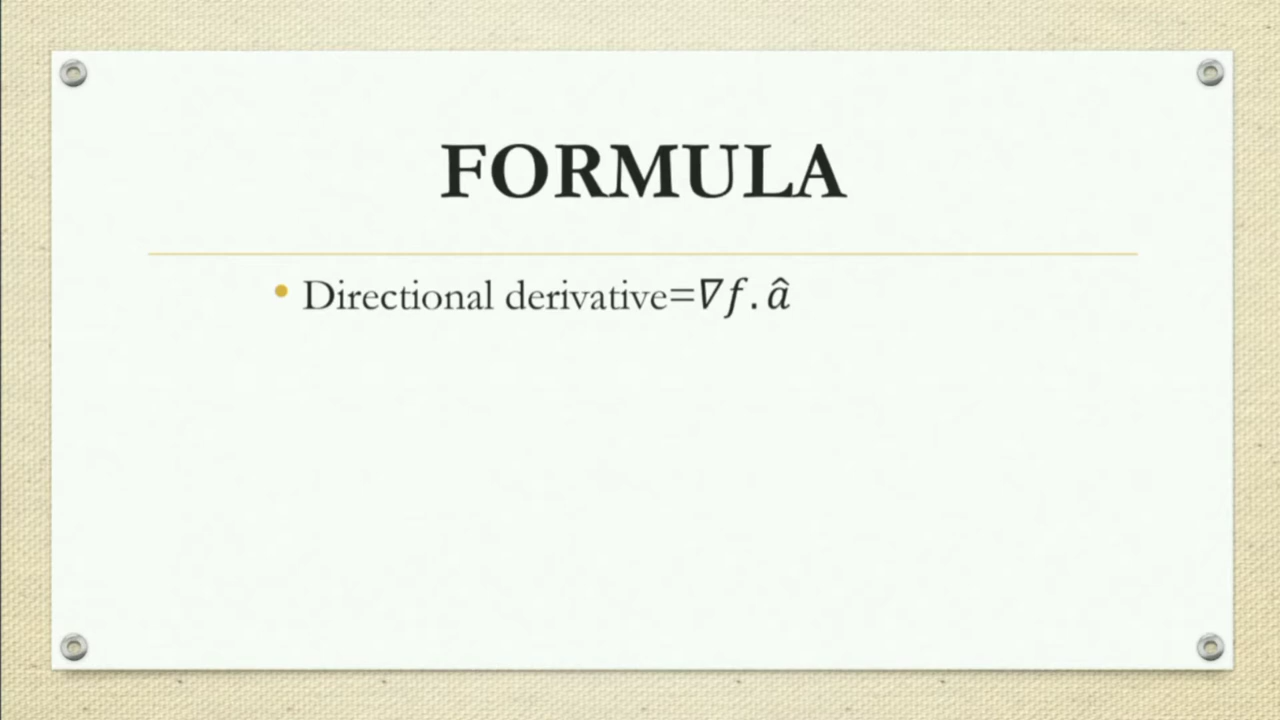 FORMULA
• Directional derivative=∇f. â